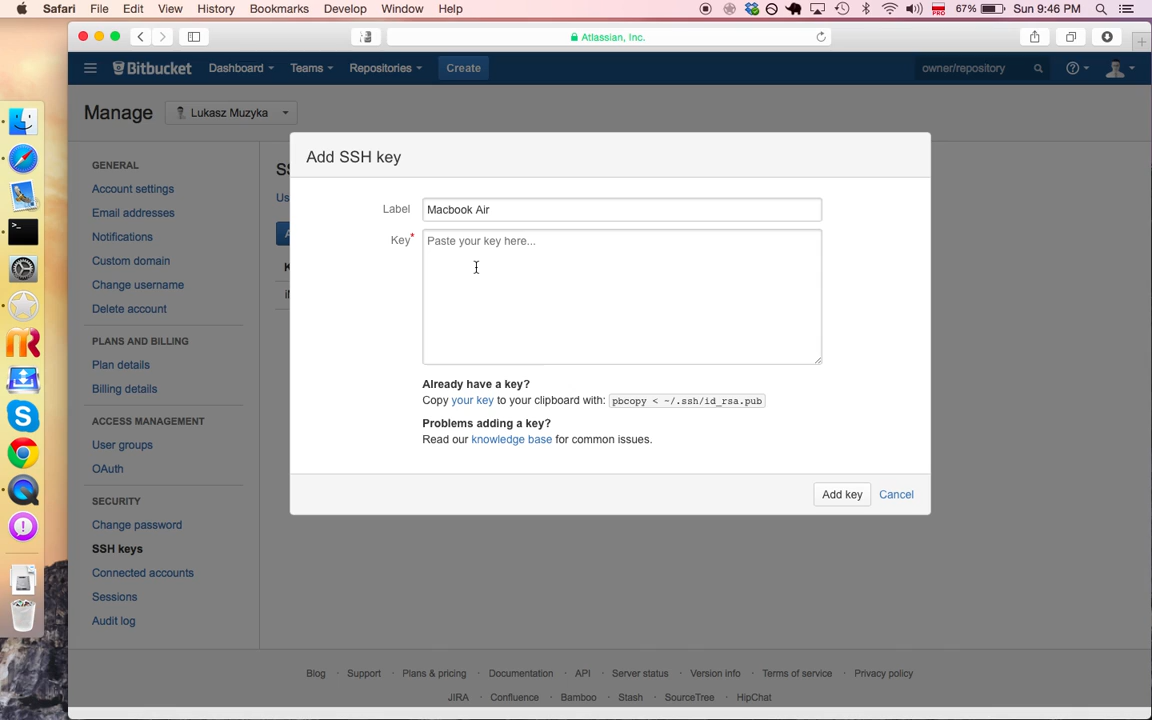 Safari File Edit View History Bookmarks Develop Window Help PRO 67% Sun 9:46 PM
Atlassian, Inc.
Bitbucket Dashboard Teams Repositories Create owner/repository
Manage Lukasz Muzyka
GENERAL
Account settings
Email addresses
Notifications
Custom domain
Change username
Delete account
PLANS AND BILLING
Plan details
Billing details
ACCESS MANAGEMENT
User groups
OAuth
SECURITY
Change password
SSH keys
Connected accounts
Sessions
Audit log
Add SSH key
Label Macbook Air
Key* Paste your key here...
Already have a key?
Copy your key to your clipboard with: pbcopy < ~/.ssh/id_rsa.pub
Problems adding a key?
Read our knowledge base for common issues.
Add key Cancel
Blog · Support · Plans & pricing · Documentation · API · Server status · Version info · Terms of service · Privacy policy
JIRA · Confluence · Bamboo · Stash · SourceTree · HipChat